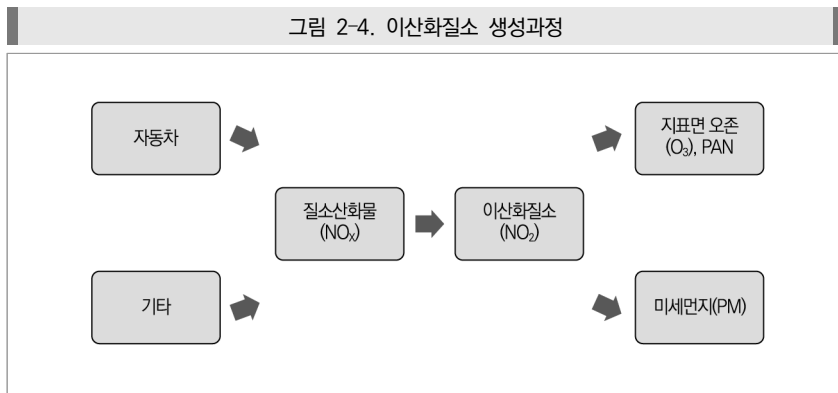 그림 2-4. 이산화질소 생성과정
자동차
지표면 오존
(O₃), PAN
질소산화물
(NOₓ)
이산화질소
(NO₂)
기타
미세먼지(PM)